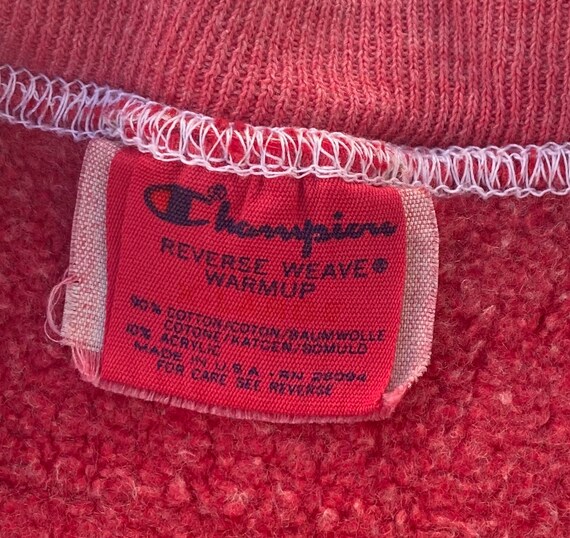 Champion
REVERSE WEAVE®
WARMUP
90% COTTON/COTON/BAUMWOLLE
COTONE/KATOEN/SOMULD
10% ACRYLIC
MADE IN U.S.A - RN 26094
FOR CARE SEE REVERSE